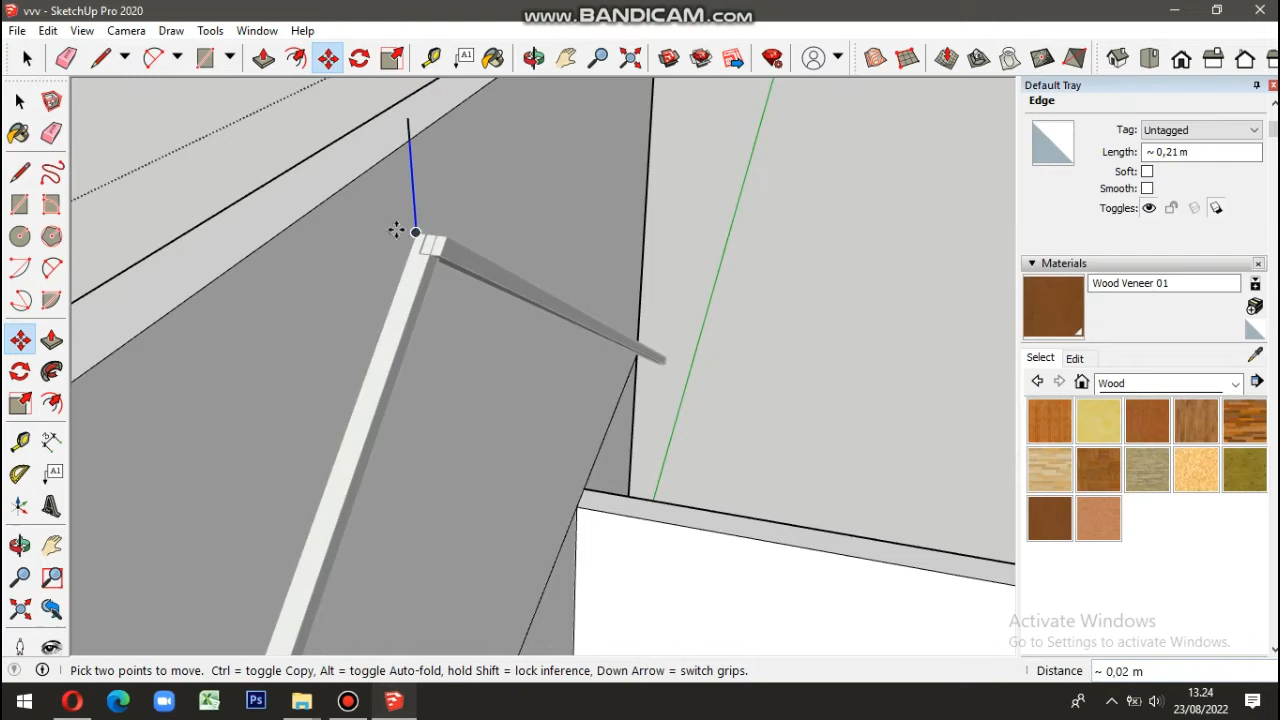 vvv - SketchUp Pro 2020
www.BANDICAM.com
File Edit View Camera Draw Tools Window Help
Default Tray
Edge
Tag: Untagged
Length: ~ 0,21 m
Soft:
Smooth:
Toggles:
Materials
Wood Veneer 01
Select Edit
Wood
A1
A1
Activate Windows
Go to Settings to activate Windows.
Pick two points to move. Ctrl = toggle Copy, Alt = toggle Auto-fold, hold Shift = lock inference, Down Arrow = switch grips.
Distance ~ 0,02 m
Ps
13.24
23/08/2022